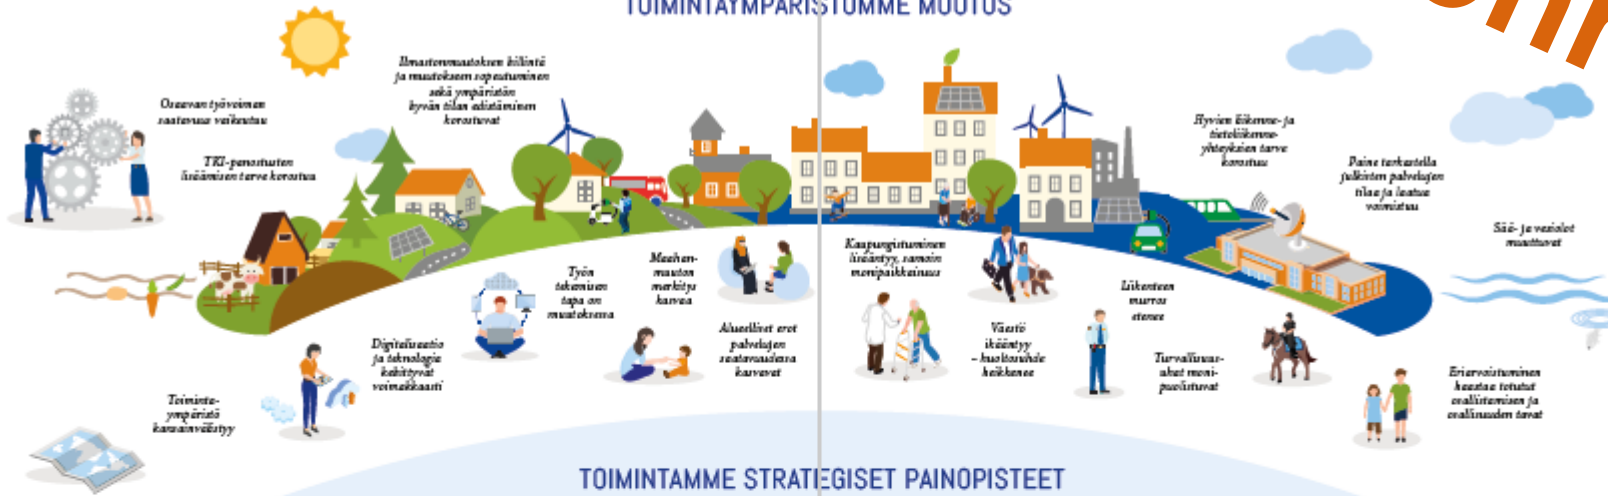 TOIMINTAYMPÄRISTÖMME MUUTOS
Osaavan työvoiman
saatavuus vaikeutuu
TKI-panostusten
lisäämisen tarve korostuu
Ilmastonmuutoksen hillintä
ja muutokseen sopeutuminen
sekä ympäristön
hyvän tilan edistäminen
korostuvat
Hyvien liikenne- ja
tietoliikenne-
yhteyksien tarve
korostuu
Paine tarkastella
julkisten palvelujen
tilaa ja laatua
voimistuu
Sää- ja vesiolot
muuttuvat
Työn
tekemisen
tapa on
muutoksessa
Maahan-
muuton
merkitys
kasvaa
Kaupungistuminen
lisääntyy, samoin
monipaikkaisuus
Liikenteen
murros
etenee
Digitalisaatio
ja teknologia
kehittyvät
voimakkaasti
Alueelliset erot
palvelujen
saatavuudessa
kasvavat
Väestö
ikääntyy
– huoltosuhde
heikkenee
Turvallisuus-
uhat moni-
puolistuvat
Toiminta-
ympäristö
kansainvälistyy
Eriarvoistuminen
haastaa totutut
osallistamisen ja
osallisuuden tavat
TOIMINTAMME STRATEGISET PAINOPISTEET